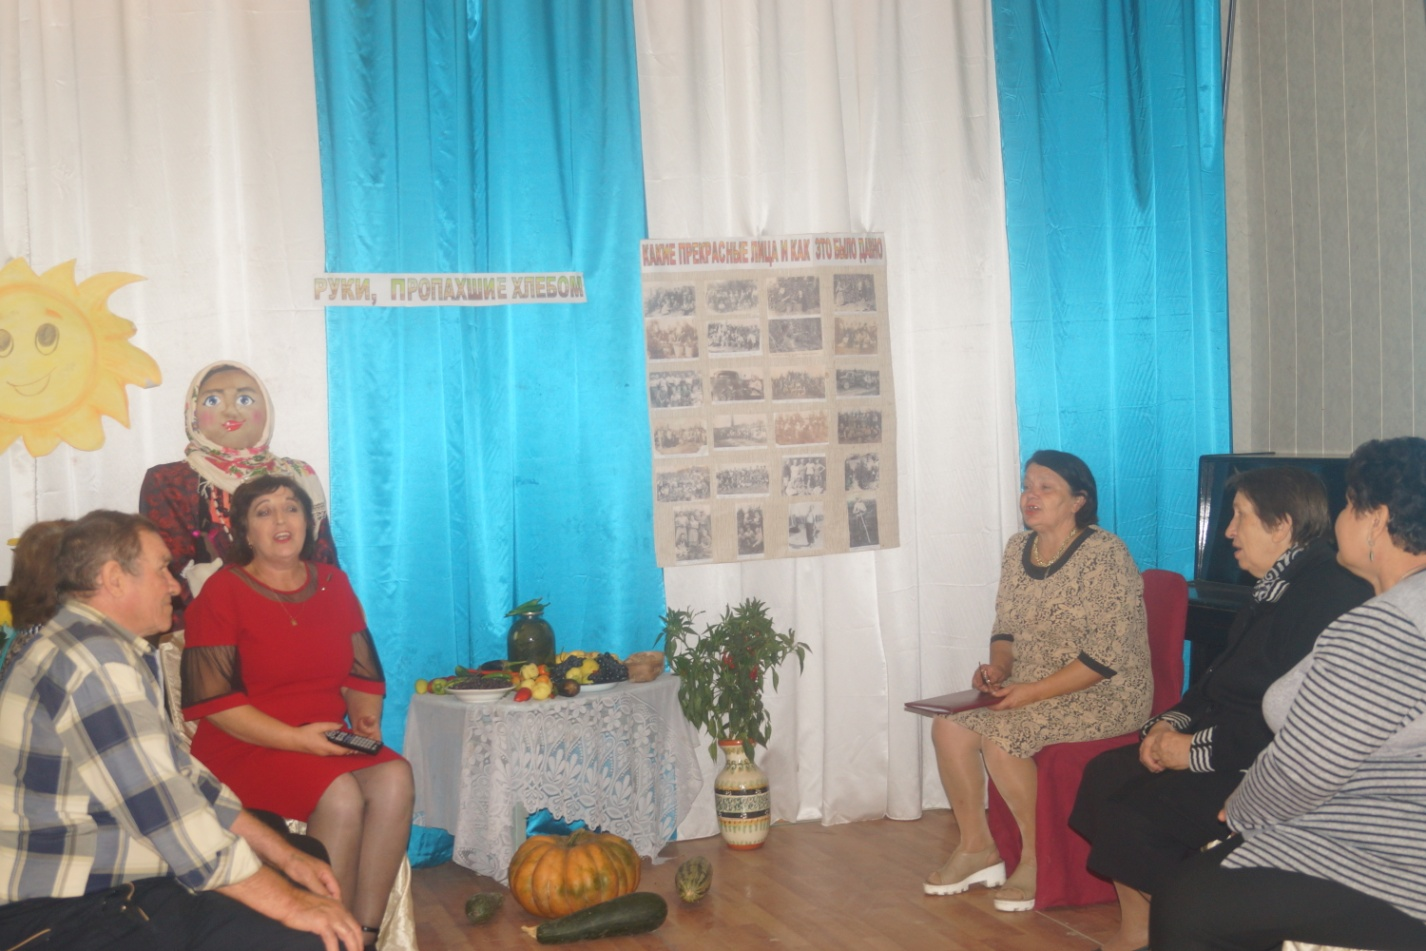 РУКИ, ПРОПАХШИЕ ХЛЕБОМ
КАКИЕ ПРЕКРАСНЫЕ ЛИЦА И КАК ЭТО БЫЛО ДАВНО